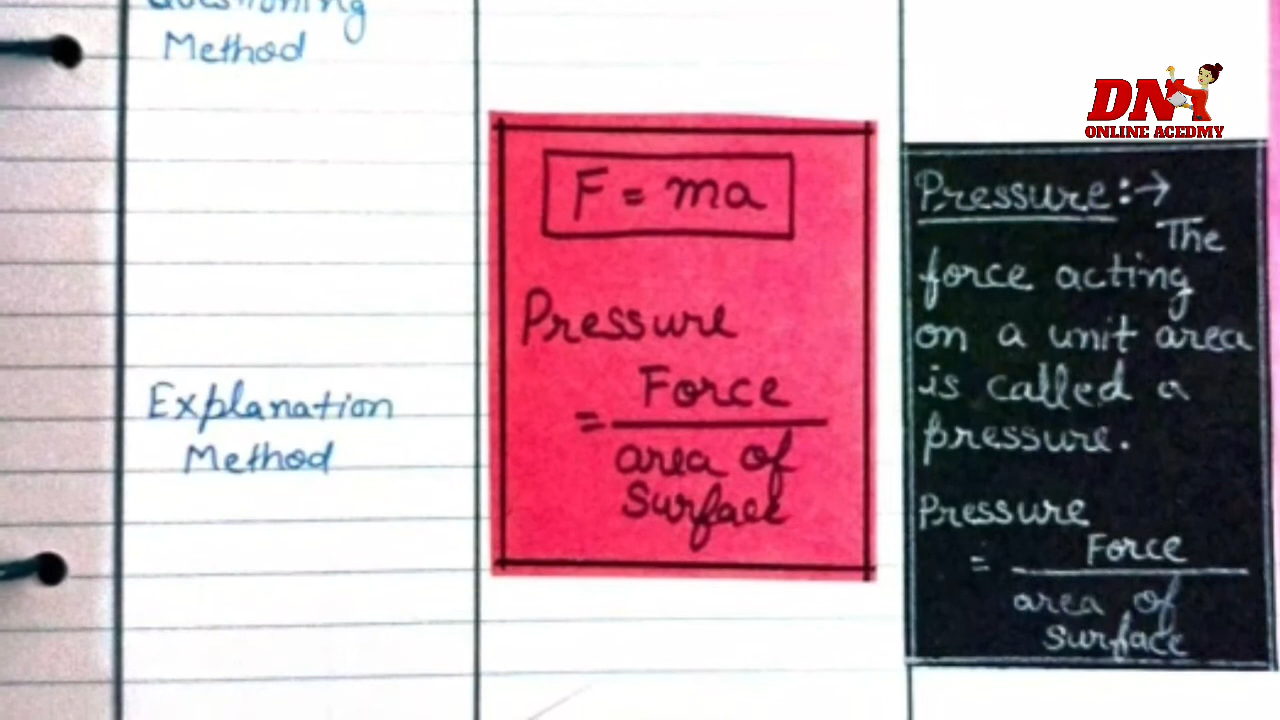 Questioning
Method
Explanation
Method
F = ma
Pressure
= Force
area of
surface
DNA
ONLINE ACEDMY
Pressure :→
The
force acting
on a unit area
is called a
pressure.
Pressure
= Force
area of
surface